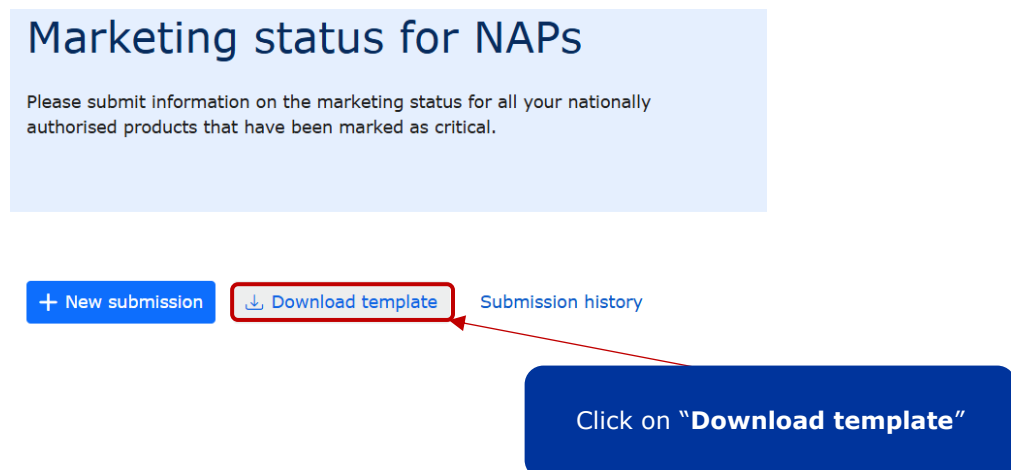 Marketing status for NAPs
Please submit information on the marketing status for all your nationally
authorised products that have been marked as critical.
+ New submission Download template Submission history
Click on “Download template”